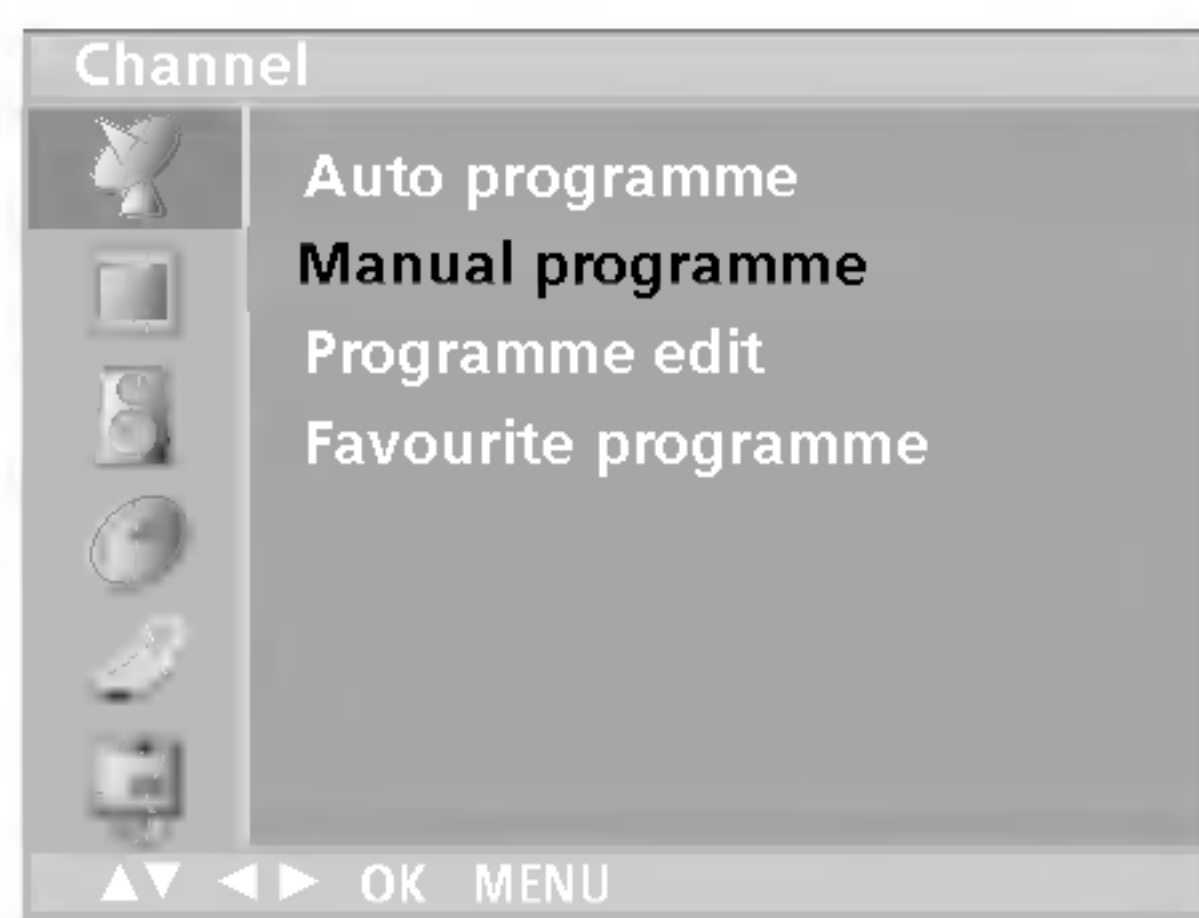 Channel
Auto programme
Manual programme
Programme edit
Favourite programme
▲▼ ◀ ▶ OK MENU